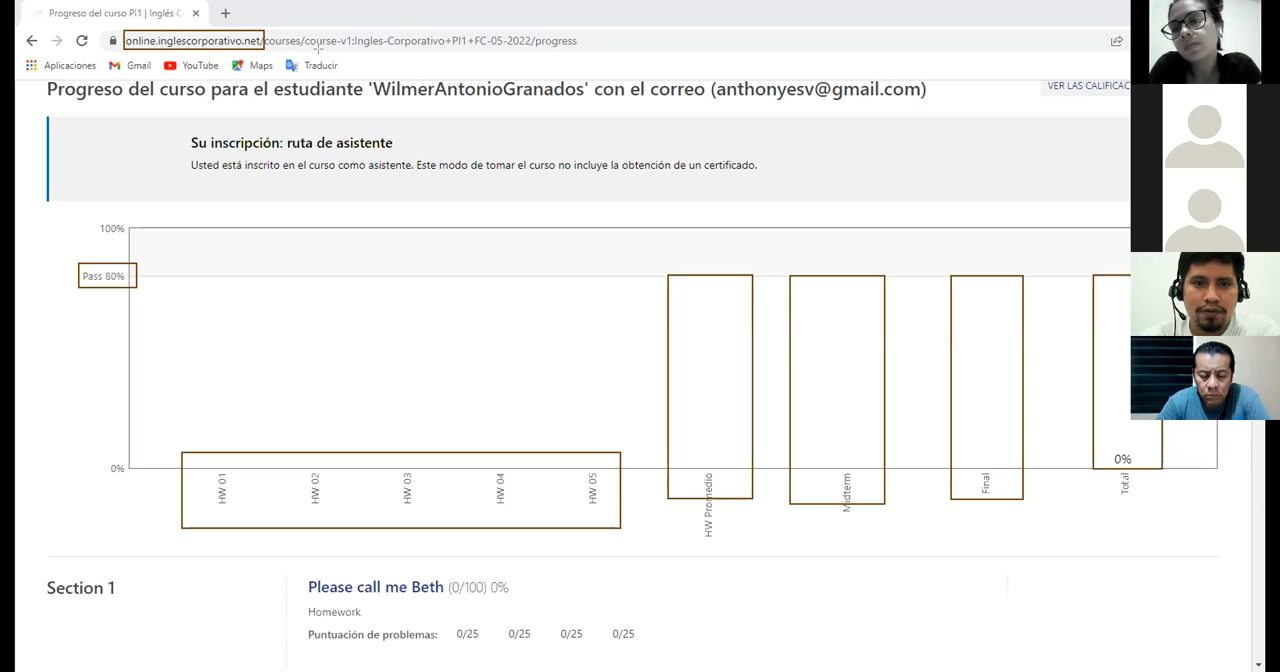 Progreso del curso PI1 | Inglés C
online.inglescorporativo.net/courses/course-v1:Ingles-Corporativo+PI1+FC-05-2022/progress
Aplicaciones Gmail YouTube Maps Traducir
Progreso del curso para el estudiante 'WilmerAntonioGranados' con el correo (anthonyesv@gmail.com)
VER LAS CALIFICAC
Su inscripción: ruta de asistente
Usted está inscrito en el curso como asistente. Este modo de tomar el curso no incluye la obtención de un certificado.
100%
Pass 80%
0%
0%
HW 01
HW 02
HW 03
HW 04
HW 05
HW Promedio
Midterm
Final
Total
Section 1
Please call me Beth (0/100) 0%
Homework
Puntuación de problemas: 0/25 0/25 0/25 0/25